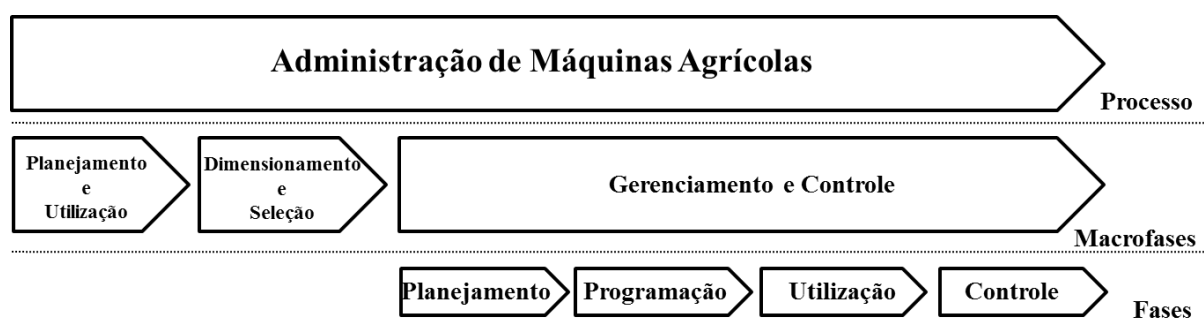 Administração de Máquinas Agrícolas
Processo
Planejamento
e
Utilização
Dimensionamento
e
Seleção
Gerenciamento e Controle
Macrofases
Planejamento
Programação
Utilização
Controle
Fases